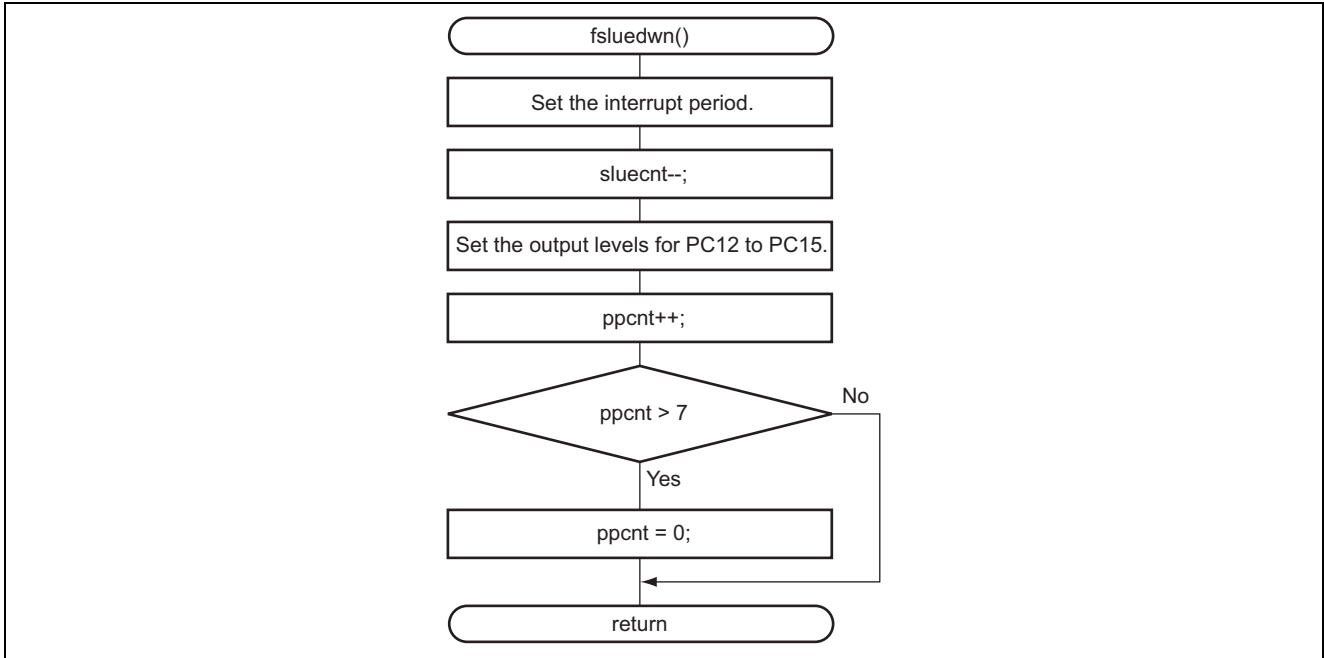 fsluedwn()
Set the interrupt period.
sluecnt--;
Set the output levels for PC12 to PC15.
ppcnt++;
ppcnt > 7
No
Yes
ppcnt = 0;
return